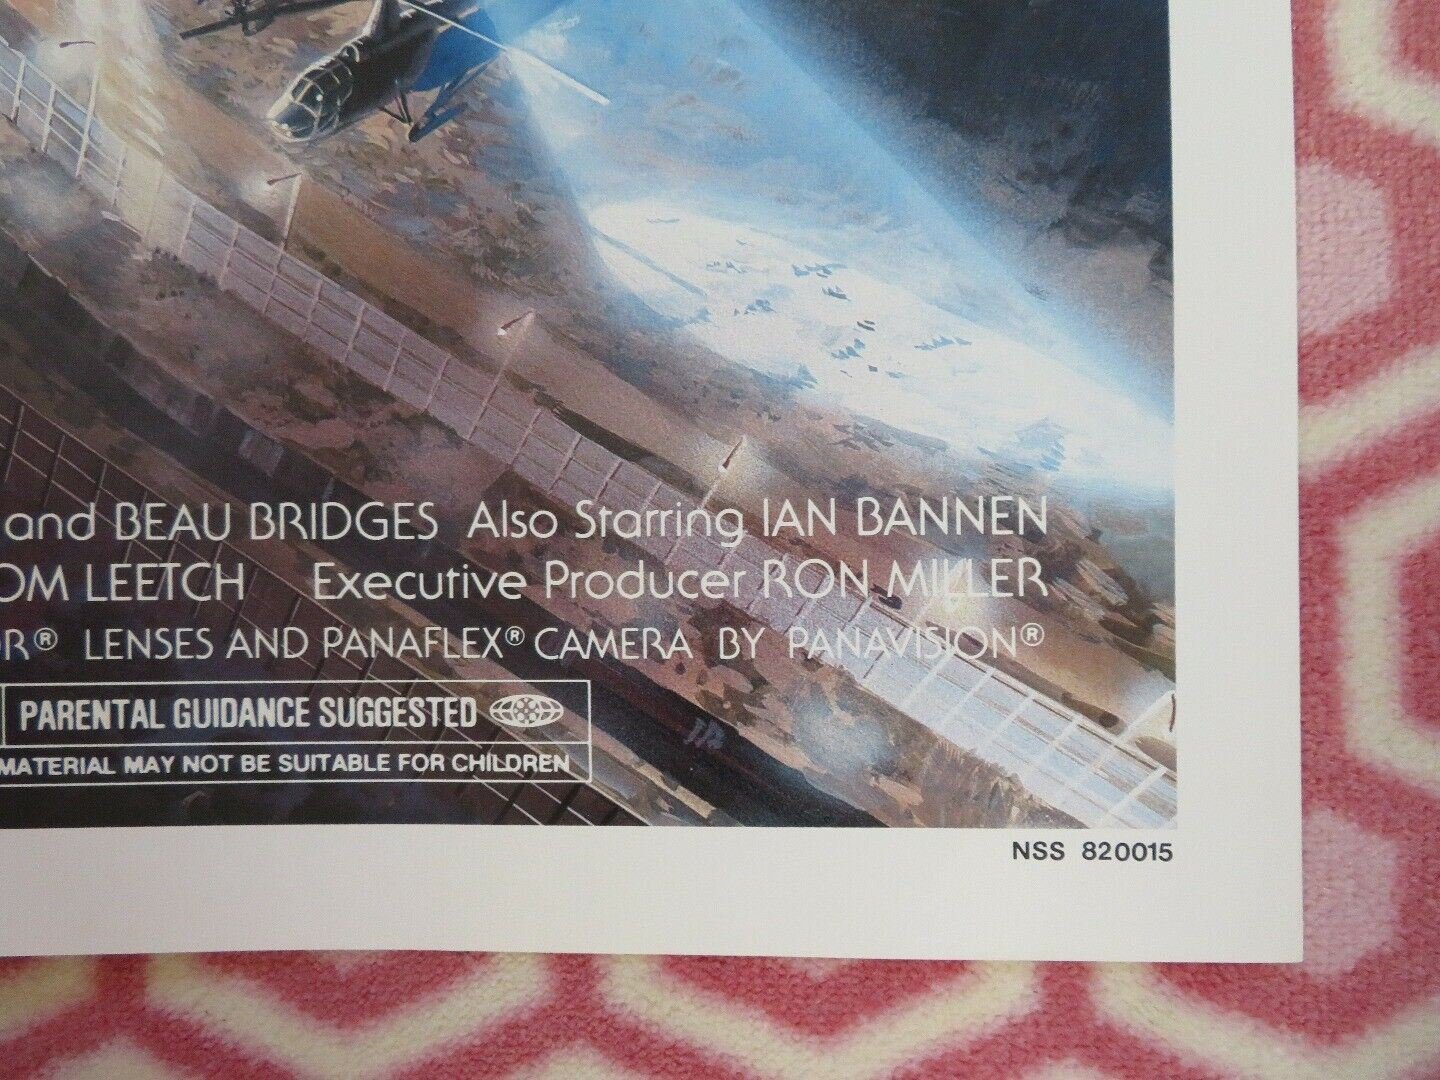 and BEAU BRIDGES Also Starring IAN BANNEN
OM LEETCH Executive Producer RON MILLER
OR® LENSES AND PANAFLEX® CAMERA BY PANAVISION®
PARENTAL GUIDANCE SUGGESTED
MATERIAL MAY NOT BE SUITABLE FOR CHILDREN
NSS 820015